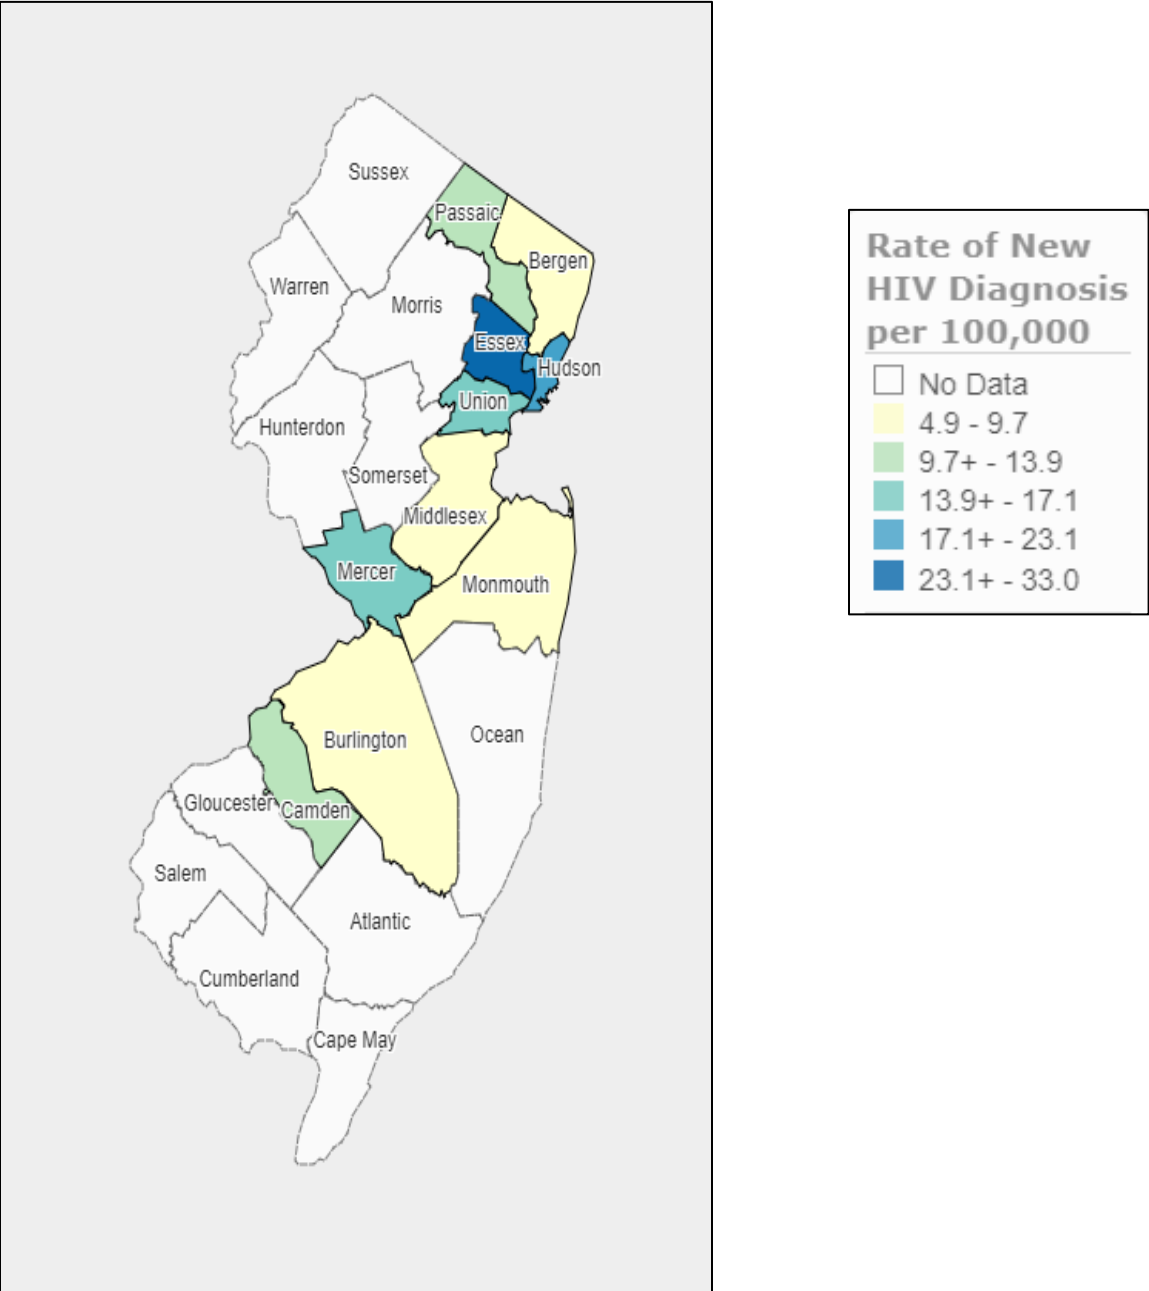 Sussex
Passaic
Bergen
Warren
Morris
Essex
Hudson
Union
Hunterdon
Somerset
Middlesex
Mercer
Monmouth
Burlington
Ocean
Gloucester
Camden
Salem
Atlantic
Cumberland
Cape May
Rate of New
HIV Diagnosis
per 100,000
No Data
4.9 - 9.7
9.7+ - 13.9
13.9+ - 17.1
17.1+ - 23.1
23.1+ - 33.0